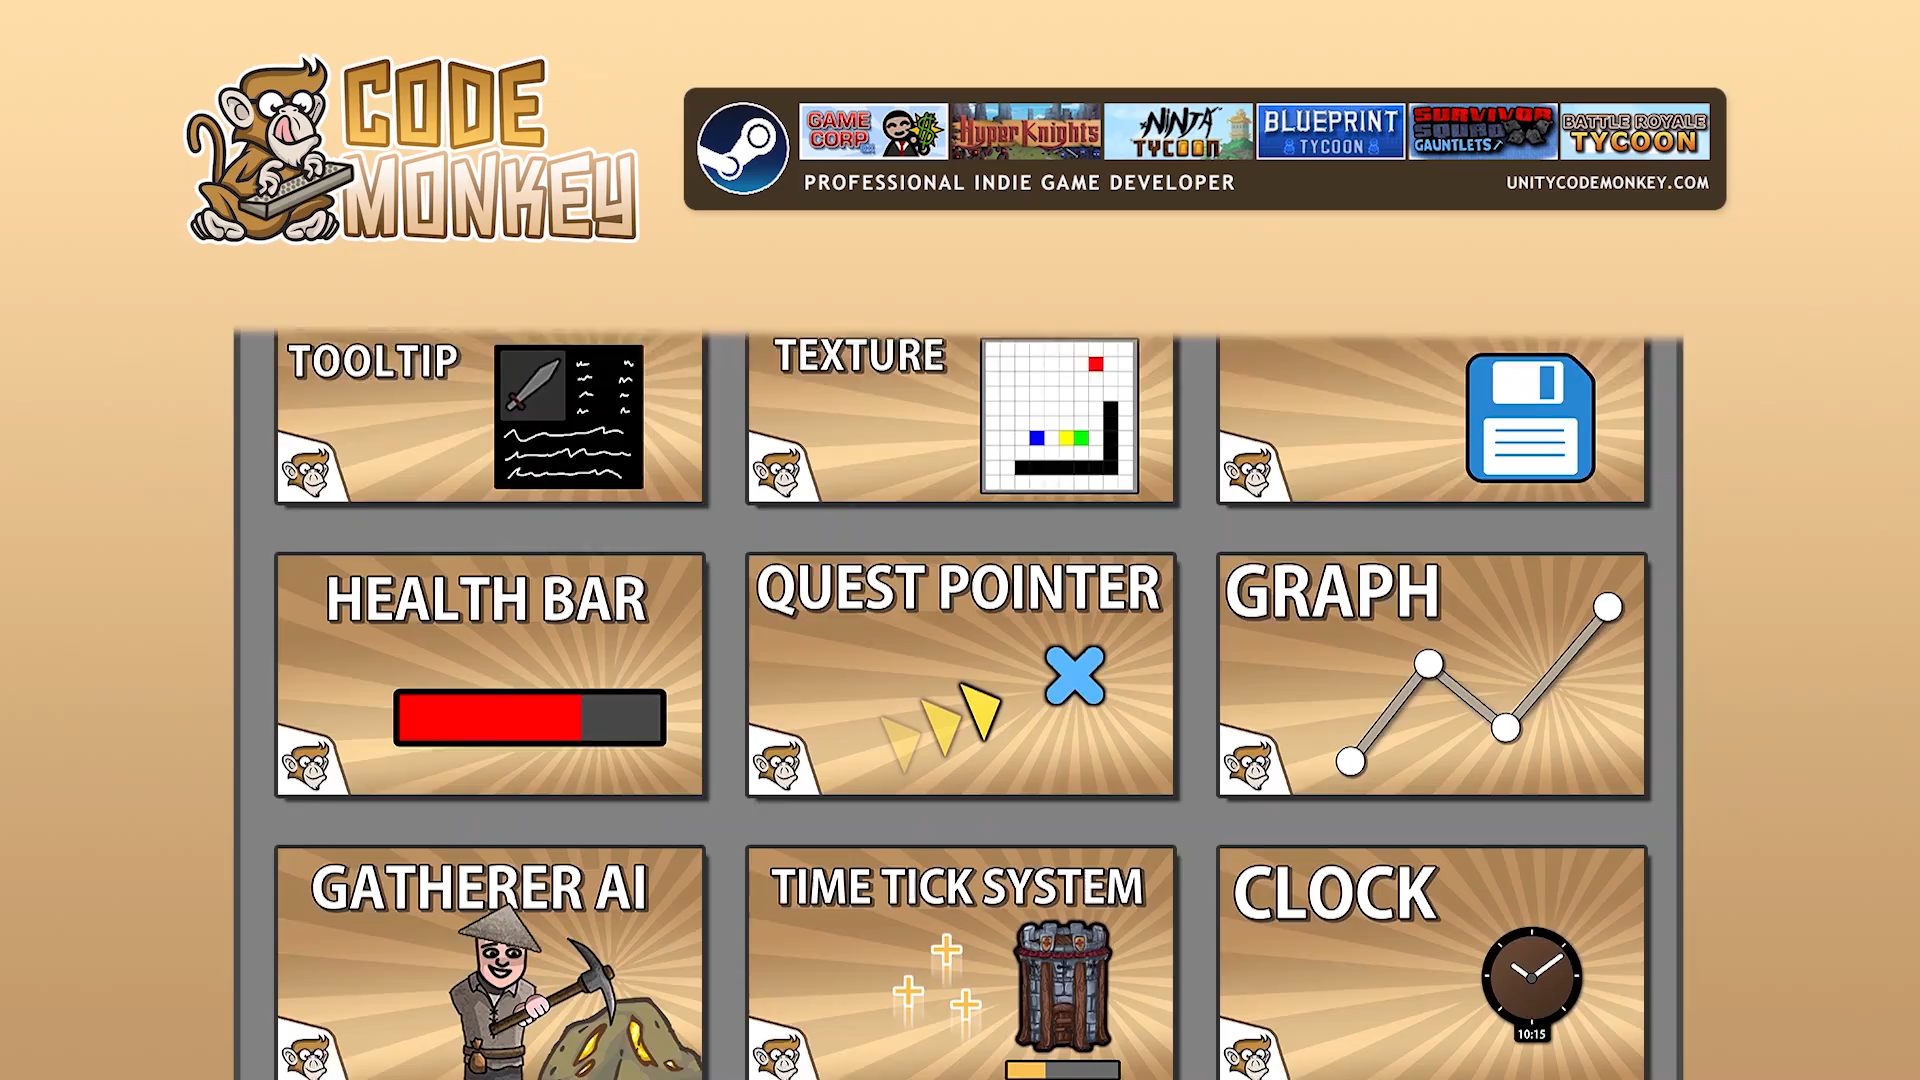 CODE
MONKEY
GAME
CORP
HYPER KNIGHTS
NINJA
TYCOON
BLUEPRINT
TYCOON
SURVIVOR
SQUAD
GAUNTLETS
BATTLE ROYALE
TYCOON
PROFESSIONAL INDIE GAME DEVELOPER
UNITYCODEMONKEY.COM
TOOLTIP
TEXTURE
HEALTH BAR
QUEST POINTER
GRAPH
GATHERER AI
TIME TICK SYSTEM
CLOCK
10:15